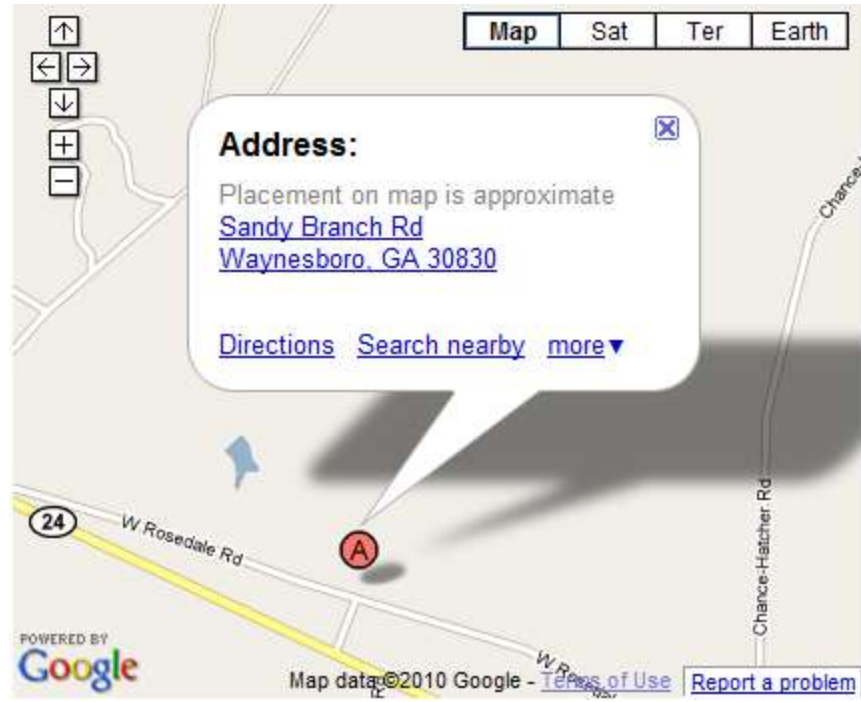 Map Sat Ter Earth
Address:
Placement on map is approximate
Sandy Branch Rd
Waynesboro, GA 30830
Directions Search nearby more▼
Chance-
Chance-Hatcher Rd
24
W Rosedale Rd
A
POWERED BY
Google
Map data ©2010 Google - Terms of Use
Report a problem